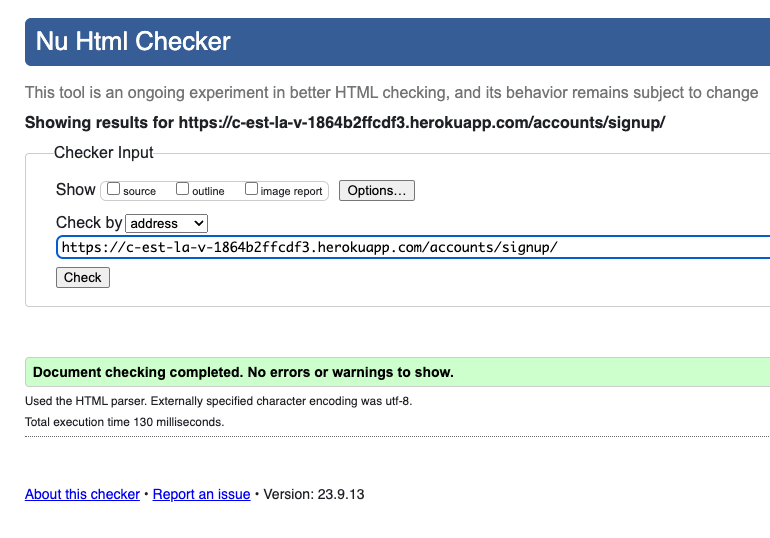 Nu Html Checker
This tool is an ongoing experiment in better HTML checking, and its behavior remains subject to change
Showing results for https://c-est-la-v-1864b2ffcdf3.herokuapp.com/accounts/signup/
Checker Input
Show source outline image report Options...
Check by address
https://c-est-la-v-1864b2ffcdf3.herokuapp.com/accounts/signup/
Check
Document checking completed. No errors or warnings to show.
Used the HTML parser. Externally specified character encoding was utf-8.
Total execution time 130 milliseconds.
About this checker • Report an issue • Version: 23.9.13